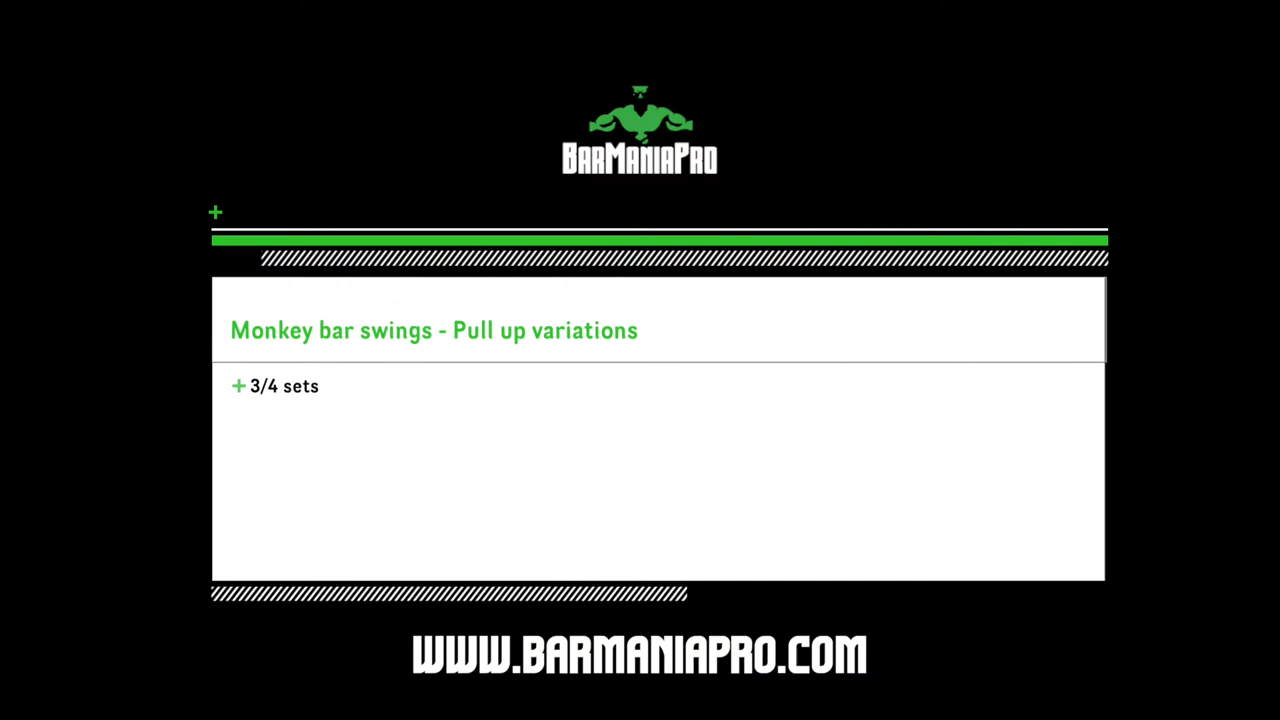 BarManiaPro
+
Monkey bar swings - Pull up variations
+ 3/4 sets
WWW.BARMANIAPRO.COM